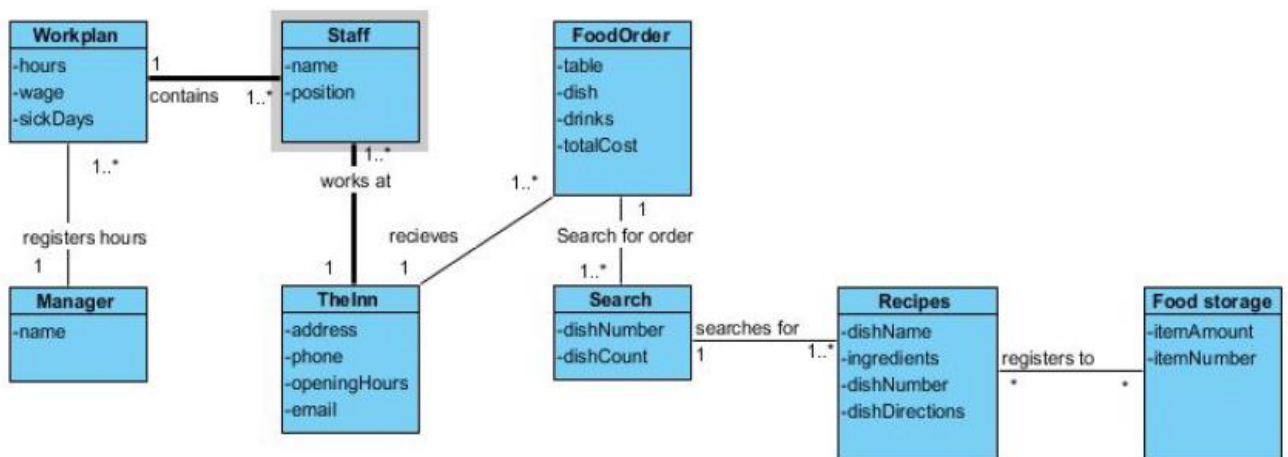 Workplan
-hours
-wage
-sickDays
1
contains
1..*
Staff
-name
-position
FoodOrder
-table
-dish
-drinks
-totalCost
1..*
registers hours
1
1..*
works at
1
1..*
recieves
1
1
Search for order
1..*
Manager
-name
TheInn
-address
-phone
-openingHours
-email
Search
-dishNumber
-dishCount
searches for
1
1..*
Recipes
-dishName
-ingredients
-dishNumber
-dishDirections
registers to
*
*
Food storage
-itemAmount
-itemNumber